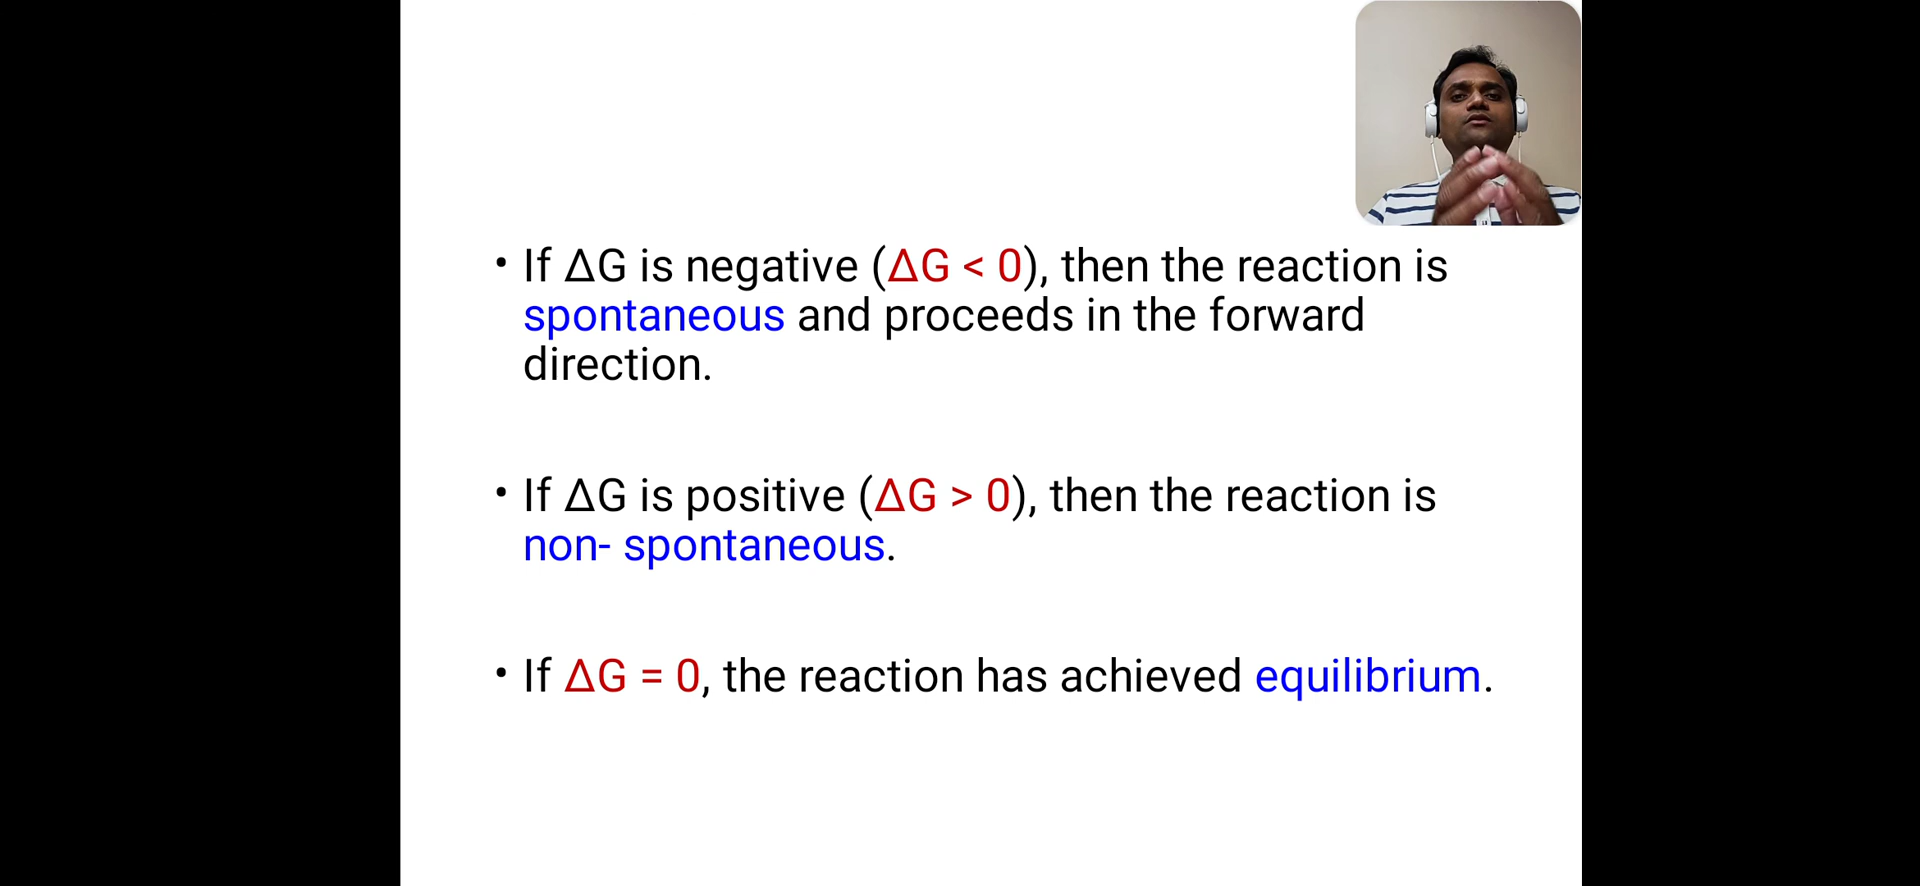 • If ΔG is negative (ΔG < 0), then the reaction is
spontaneous and proceeds in the forward
direction.
• If ΔG is positive (ΔG > 0), then the reaction is
non- spontaneous.
• If ΔG = 0, the reaction has achieved equilibrium.